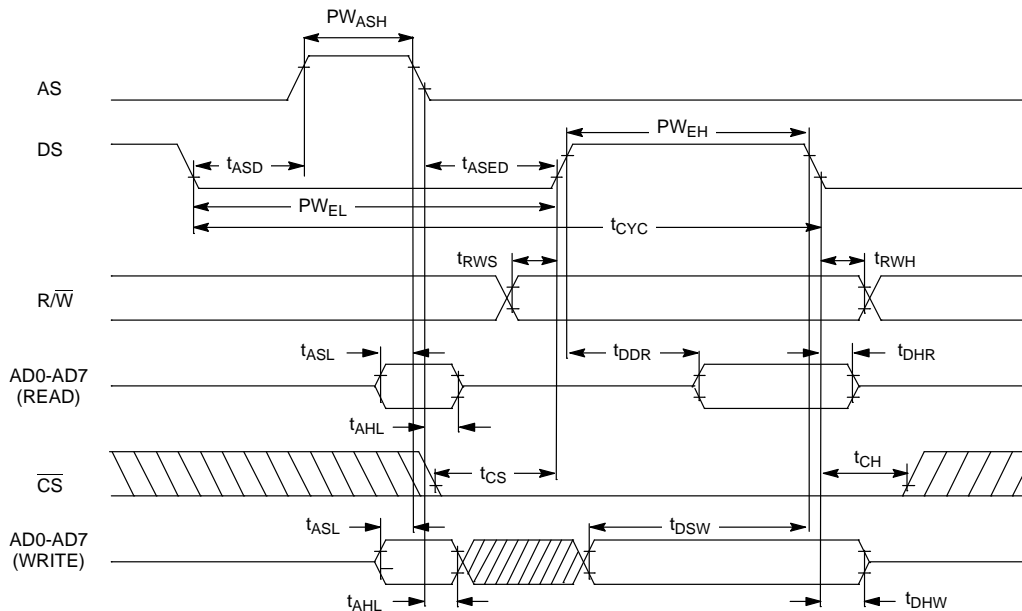 PWASH
AS
DS
tASD
tASED
PWEH
PWEL
tCYC
tRWS
tRWH
R/W̅
tASL
tDDR
tDHR
AD0-AD7
(READ)
tAHL
C̅S̅
tCS
tCH
tASL
tDSW
AD0-AD7
(WRITE)
tAHL
tDHW